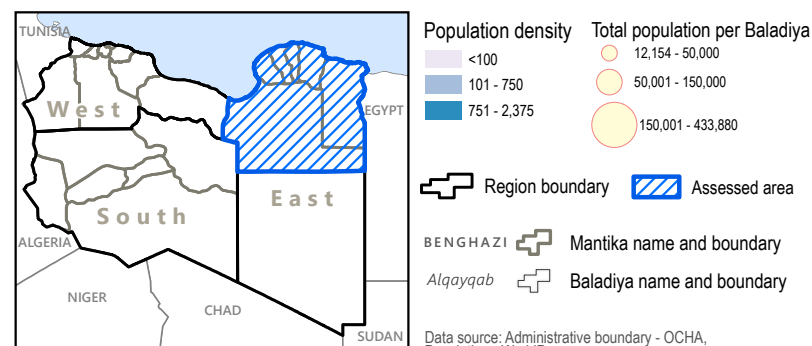 TUNISIA
West
EGYPT
East
South
ALGERIA
NIGER
CHAD
SUDAN
Population density
<100
101 - 750
751 - 2,375
Total population per Baladiya
12,154 - 50,000
50,001 - 150,000
150,001 - 433,880
Region boundary
Assessed area
BENGHAZI
Mantika name and boundary
Alqayqab
Baladiya name and boundary
Data source: Administrative boundary - OCHA,